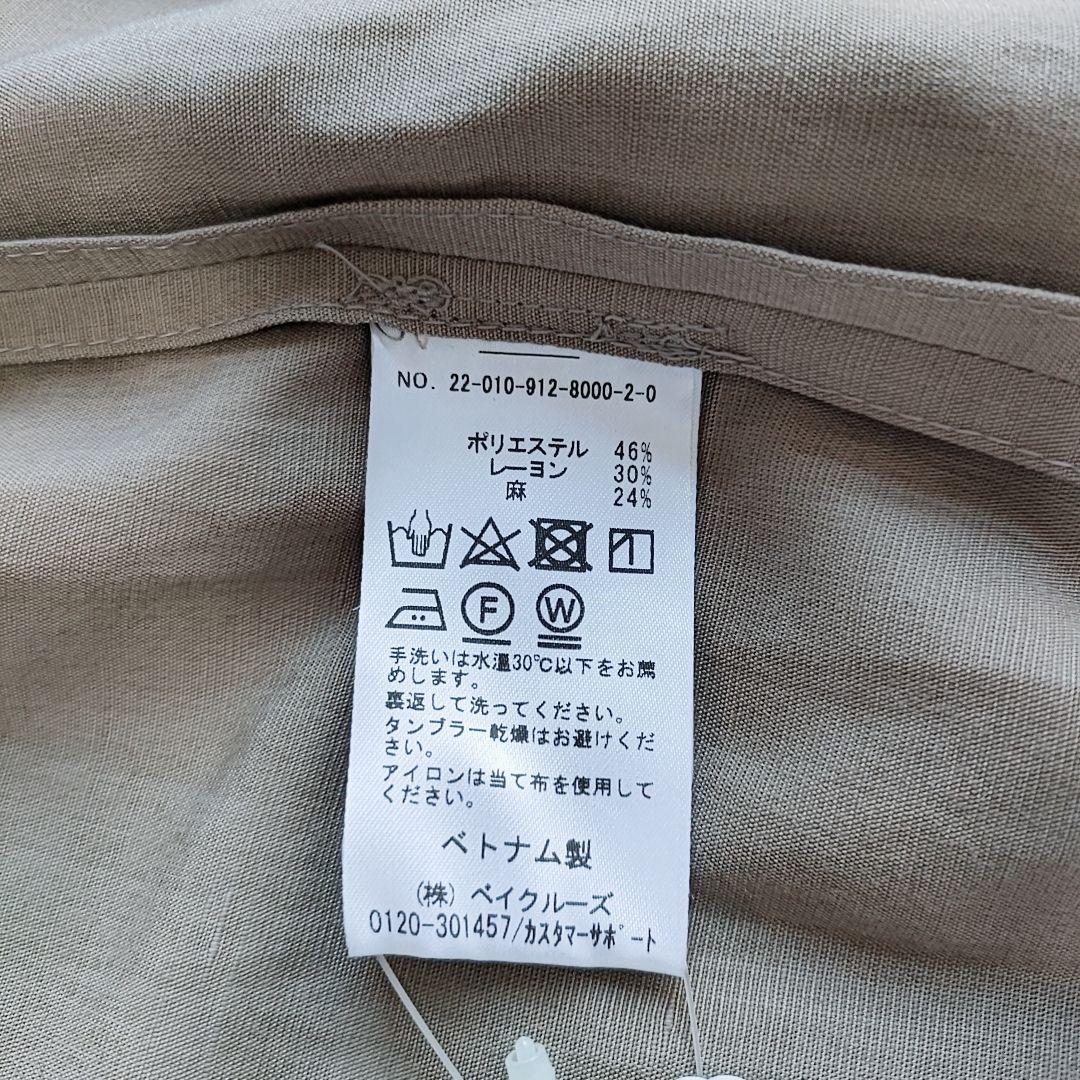 NO. 22-010-912-8000-2-0
ポリエステル 46%
レーヨン 30%
麻 24%
F W
手洗いは水温30℃以下をお薦
めします。
裏返して洗ってください。
タンブラー乾燥はお避けくだ
さい。
アイロンは当て布を使用して
ください。
ベトナム製
(株) ベイクルーズ
0120-301457/カスタマーサポート